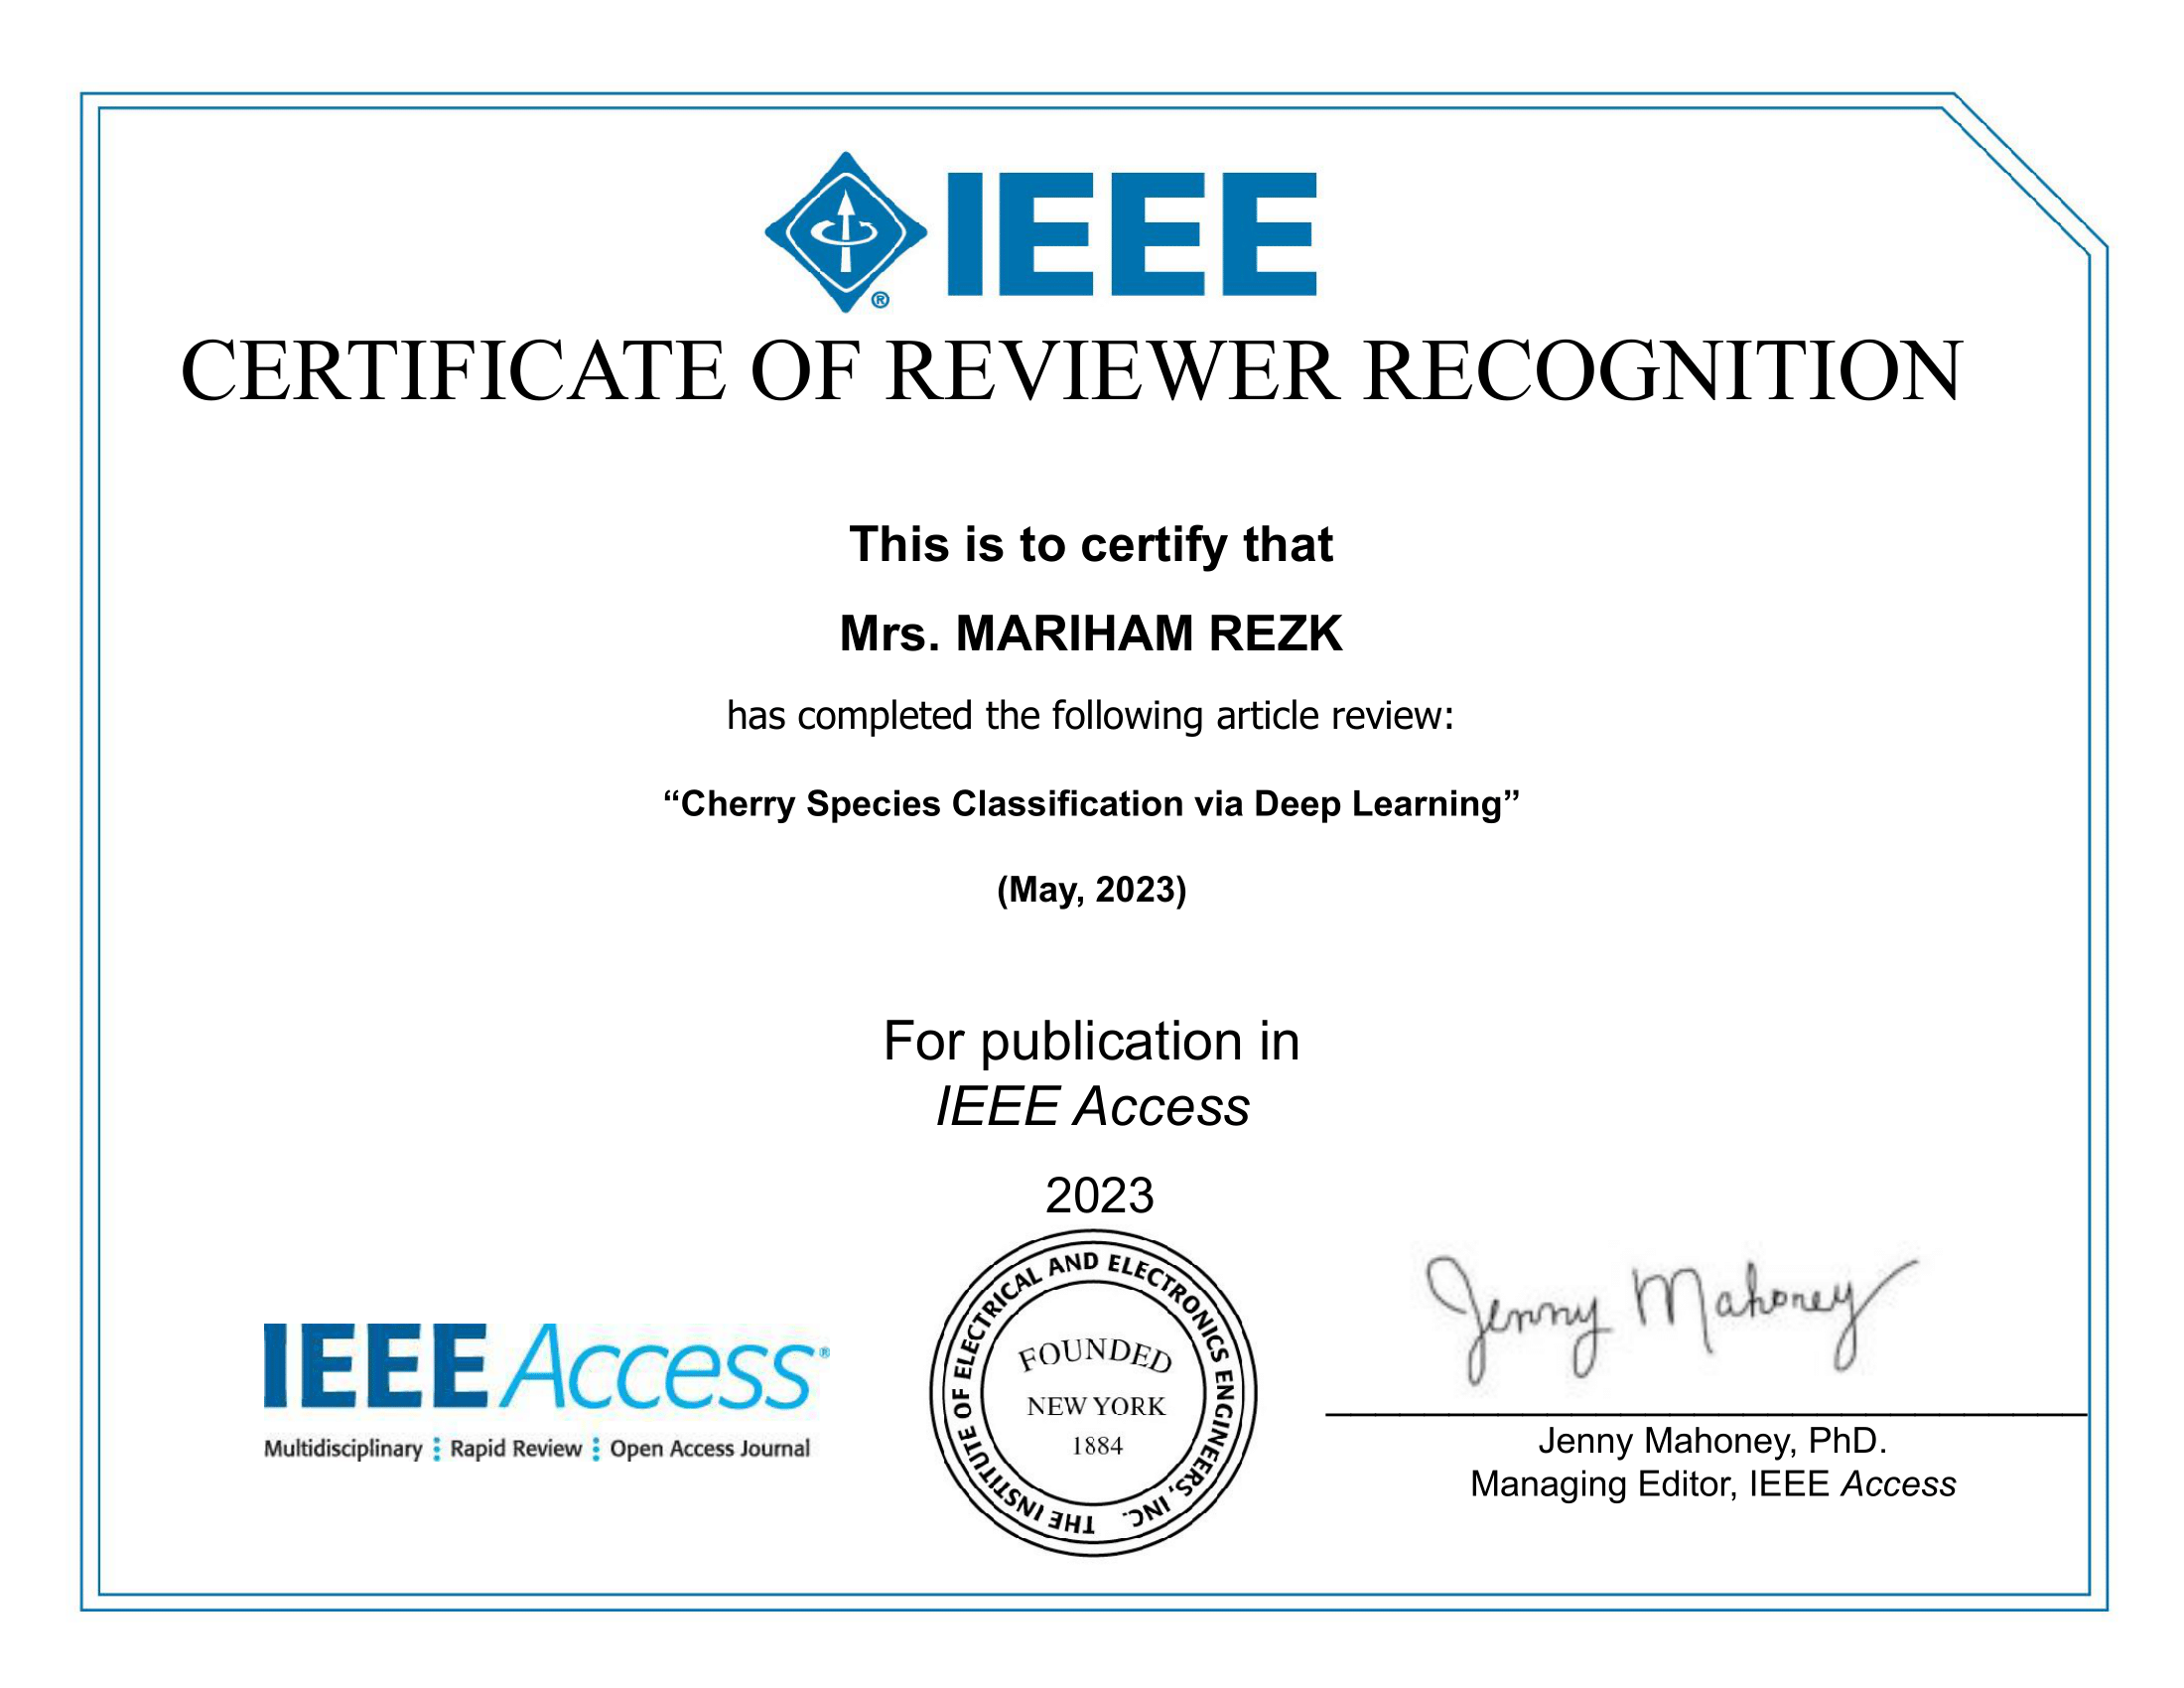 IEEE
®
CERTIFICATE OF REVIEWER RECOGNITION
This is to certify that
Mrs. MARIHAM REZK
has completed the following article review:
“Cherry Species Classification via Deep Learning”
(May, 2023)
For publication in
IEEE Access
2023
IEEE Access®
Multidisciplinary Rapid Review Open Access Journal
THE INSTITUTE OF ELECTRICAL AND ELECTRONICS ENGINEERS, INC.
FOUNDED
NEW YORK
1884
Jenny Mahoney
Jenny Mahoney, PhD.
Managing Editor, IEEE Access